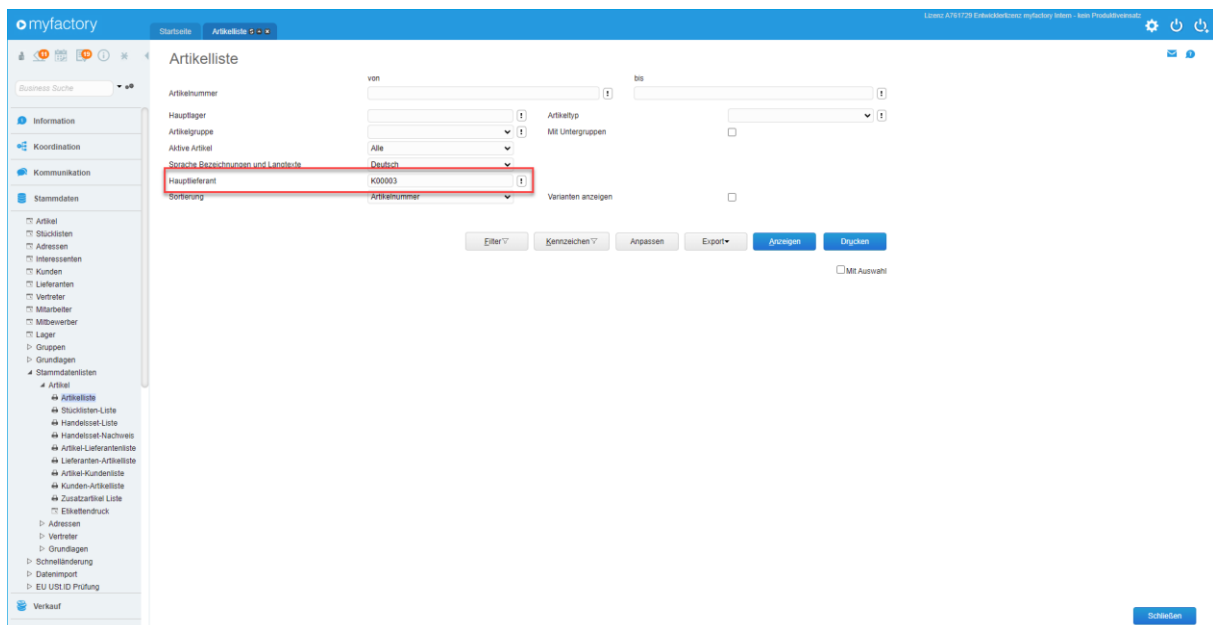 myfactory
Startseite
Artikelliste
Lizenz A791729 Entwicklerlizenz myfactory Intern - kein Produktiveinsatz
Business Suche
Information
Koordination
Kommunikation
Stammdaten
Artikel
Stücklisten
Adressen
Interessenten
Kunden
Lieferanten
Vertreter
Mitarbeiter
Mitbewerber
Lager
Gruppen
Grundlagen
Stammdatenlisten
Artikel
Artikelliste
Stücklisten-Liste
Handelsset-Liste
Handelsset-Nachweis
Artikel-Lieferantenliste
Lieferanten-Artikelliste
Artikel-Kundenliste
Kunden-Artikelliste
Zusatzartikel Liste
Etikettendruck
Adressen
Vertreter
Grundlagen
Schnelländerung
Datenimport
EU USt.ID Prüfung
Verkauf
Artikelliste
von bis
Artikelnummer
Hauptlager Artikeltyp
Artikelgruppe Mit Untergruppen
Aktive Artikel Alle
Sprache Bezeichnungen und Langtexte Deutsch
Hauptlieferant K00003
Sortierung Artikelnummer Varianten anzeigen
Filter Kennzeichen Anpassen Export Anzeigen Drucken
Mit Auswahl
Schließen